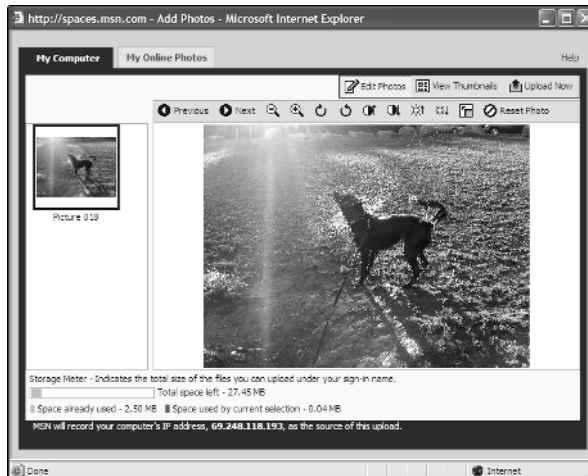 http://spaces.msn.com - Add Photos - Microsoft Internet Explorer
My Computer My Online Photos Help
Edit Photos View Thumbnails Upload Now
Previous Next Reset Photo
Picture 018
Storage Meter - Indicates the total size of the files you can upload under your sign-in name.
Total space left - 27.45 MB
Space already used - 2.50 MB Space used by current selection - 0.04 MB
MSN will record your computer's IP address, 69.248.118.193, as the source of this upload.
Done Internet